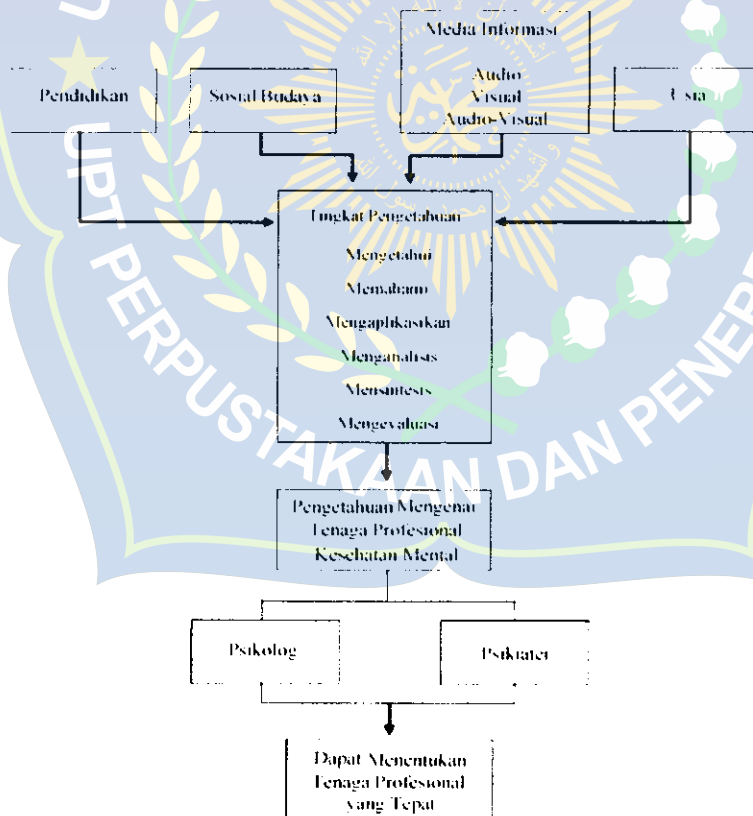 Media Informasi
Audio
Visual
Audio-Visual
Pendidikan
Sosial Budaya
Usia
Tingkat Pengetahuan
Mengetahui
Memahami
Mengaplikasikan
Menganalisis
Mensintesis
Mengevaluasi
Pengetahuan Mengenai
Tenaga Profesional
Kesehatan Mental
Psikolog
Psikiater
Dapat Menentukan
Tenaga Profesional
yang Tepat
UPT PERPUSTAKAAN DAN